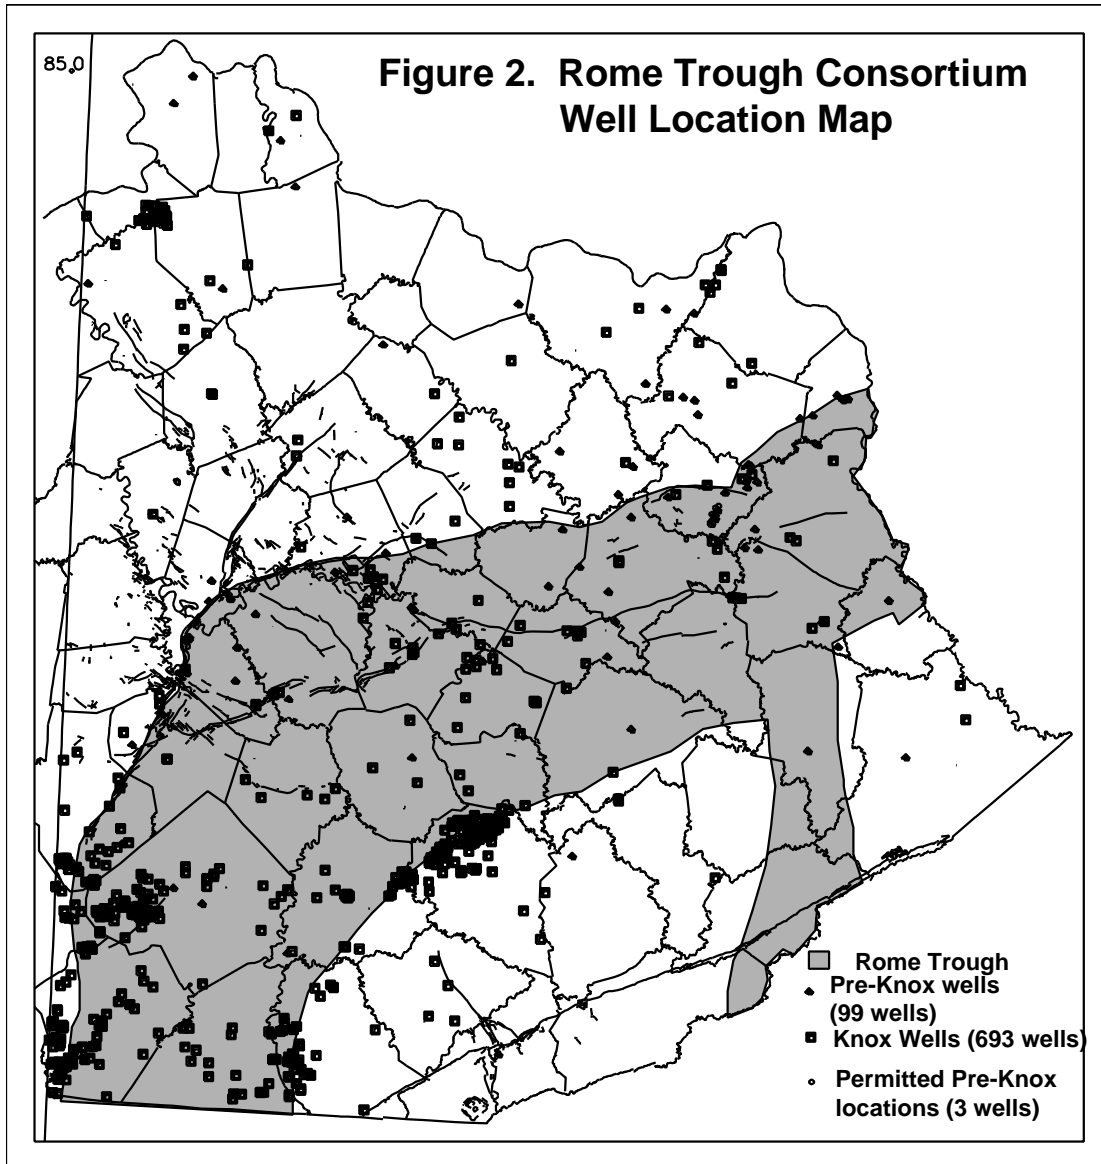 85.0
Figure 2. Rome Trough Consortium
Well Location Map
Rome Trough
Pre-Knox wells
(99 wells)
Knox Wells (693 wells)
Permitted Pre-Knox
locations (3 wells)